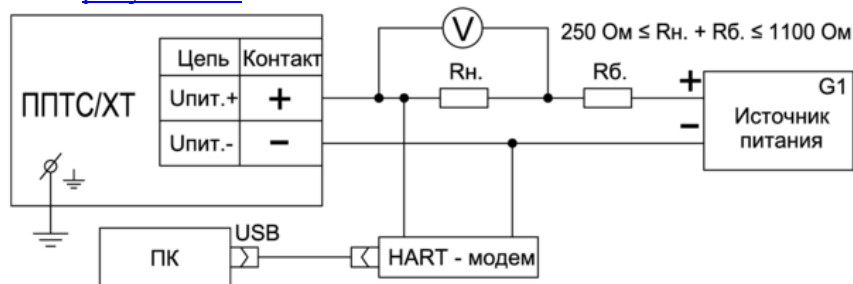 V
250 Ом ≤ Rн. + Rб. ≤ 1100 Ом
Цепь Контакт
Rн.
Rб.
+
G1
ППТС/ХТ
Uпит.+ +
Источник
питания
−
Uпит.- −
USB
ПК
HART - модем